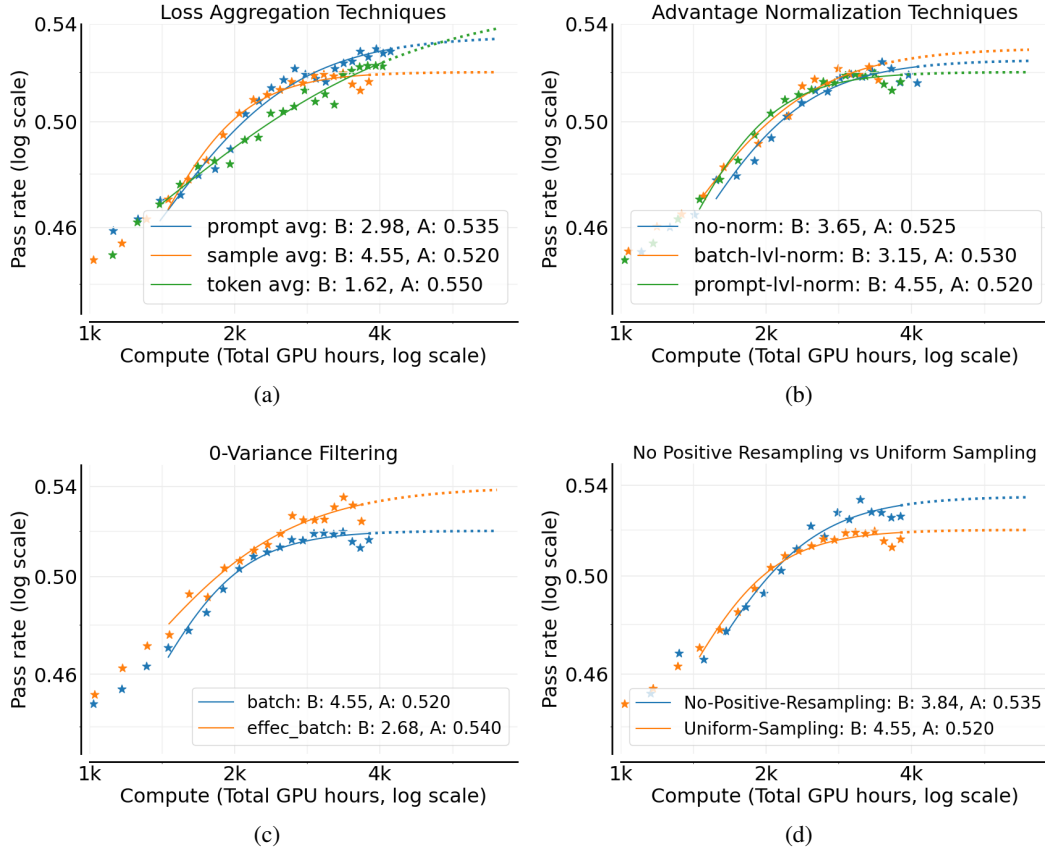 Loss Aggregation Techniques
0.54
0.50
0.46
Pass rate (log scale)
prompt avg: B: 2.98, A: 0.535
sample avg: B: 4.55, A: 0.520
token avg: B: 1.62, A: 0.550
1k
2k
4k
Compute (Total GPU hours, log scale)
(a)
Advantage Normalization Techniques
0.54
0.50
0.46
Pass rate (log scale)
no-norm: B: 3.65, A: 0.525
batch-lvl-norm: B: 3.15, A: 0.530
prompt-lvl-norm: B: 4.55, A: 0.520
1k
2k
4k
Compute (Total GPU hours, log scale)
(b)
0-Variance Filtering
0.54
0.50
0.46
Pass rate (log scale)
batch: B: 4.55, A: 0.520
effec_batch: B: 2.68, A: 0.540
1k
2k
4k
Compute (Total GPU hours, log scale)
(c)
No Positive Resampling vs Uniform Sampling
0.54
0.50
0.46
Pass rate (log scale)
No-Positive-Resampling: B: 3.84, A: 0.535
Uniform-Sampling: B: 4.55, A: 0.520
1k
2k
4k
Compute (Total GPU hours, log scale)
(d)